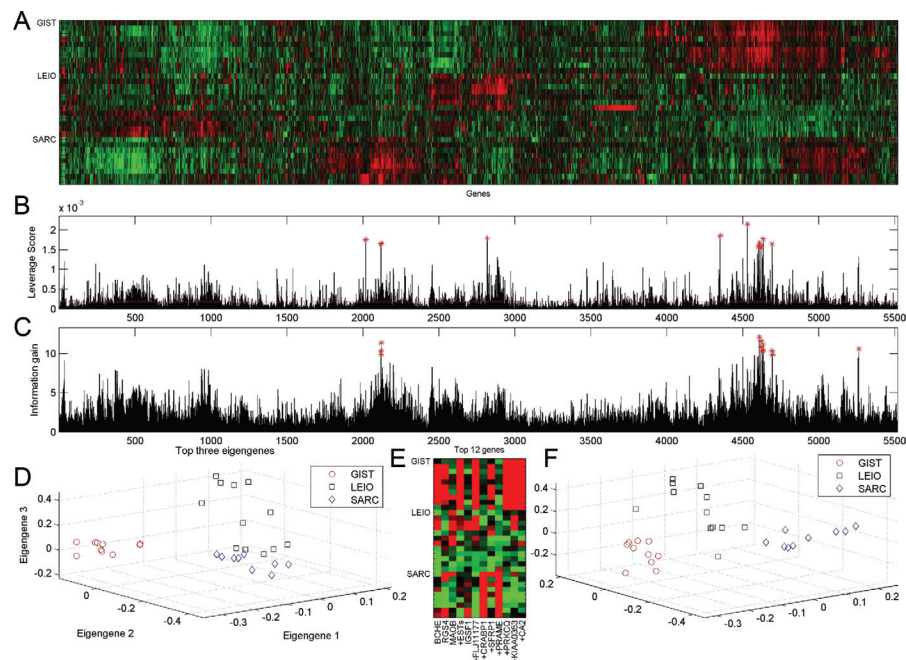 A
GIST
LEIO
SARC
Genes
B
x 10⁻³
Leverage Score
2
1.5
1
0.5
0
500 1000 1500 2000 2500 3000 3500 4000 4500 5000 5500
C
Information gain
10
5
0
500 1000 1500 2000 2500 3000 3500 4000 4500 5000 5500
Top three eigengenes
D
GIST
LEIO
SARC
Eigengene 3
0.4
0.2
0
-0.2
Eigengene 2
0
-0.2
-0.4
Eigengene 1
-0.3
-0.2
-0.1
0
0.1
0.2
E
Top 12 genes
GIST
LEIO
SARC
BCHE
RGS4
MAOB
+ESTs
IGSF1
+FLJ11177
+CRABP1
+SFRP1
+PRAME
+PRKCQ
+KIAA0353
+CA2
F
GIST
LEIO
SARC
0.4
0.2
0
-0.2
0.2
0
-0.2
-0.4
-0.3
-0.2
-0.1
0
0.1
0.2